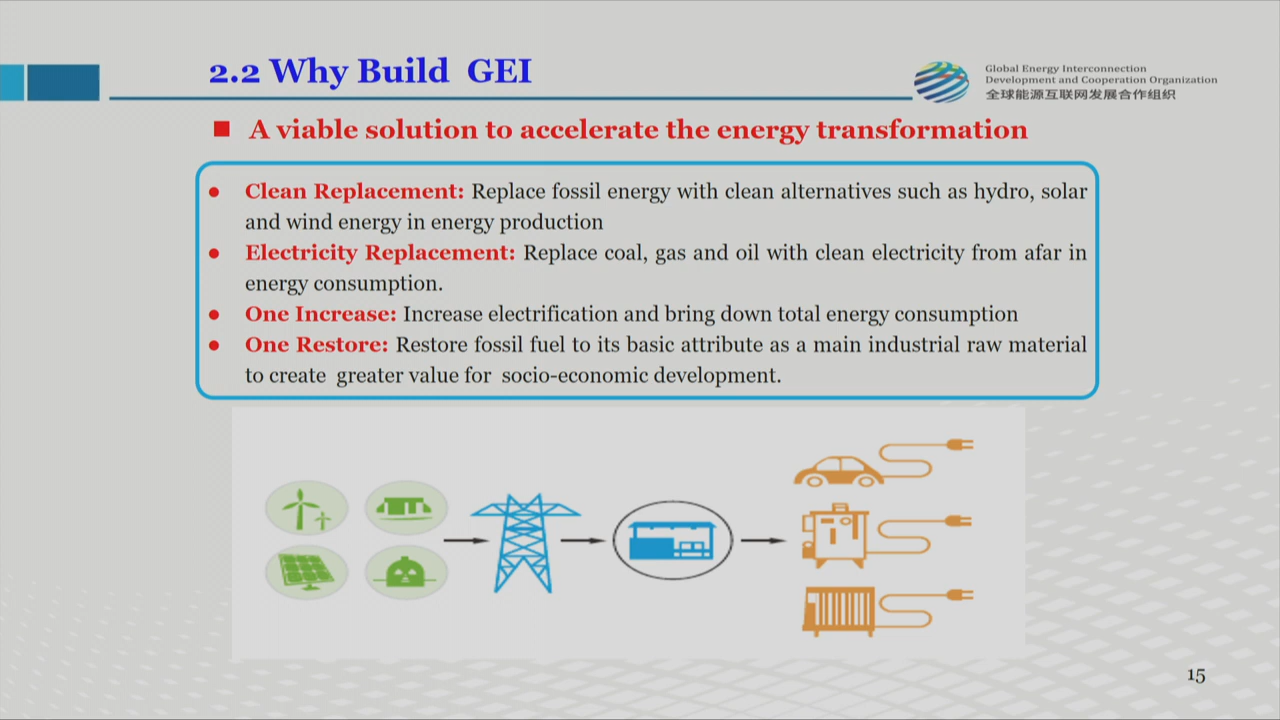 2.2 Why Build GEI
Global Energy Interconnection
Development and Cooperation Organization
全球能源互联网发展合作组织
■ A viable solution to accelerate the energy transformation
● Clean Replacement: Replace fossil energy with clean alternatives such as hydro, solar
and wind energy in energy production
● Electricity Replacement: Replace coal, gas and oil with clean electricity from afar in
energy consumption.
● One Increase: Increase electrification and bring down total energy consumption
● One Restore: Restore fossil fuel to its basic attribute as a main industrial raw material
to create greater value for socio-economic development.
15